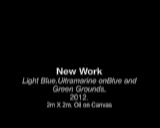 New Work
Light Blue, Ultramarine onBlue and
Green Grounds.
2012.
2m X 2m. Oil on Canvas